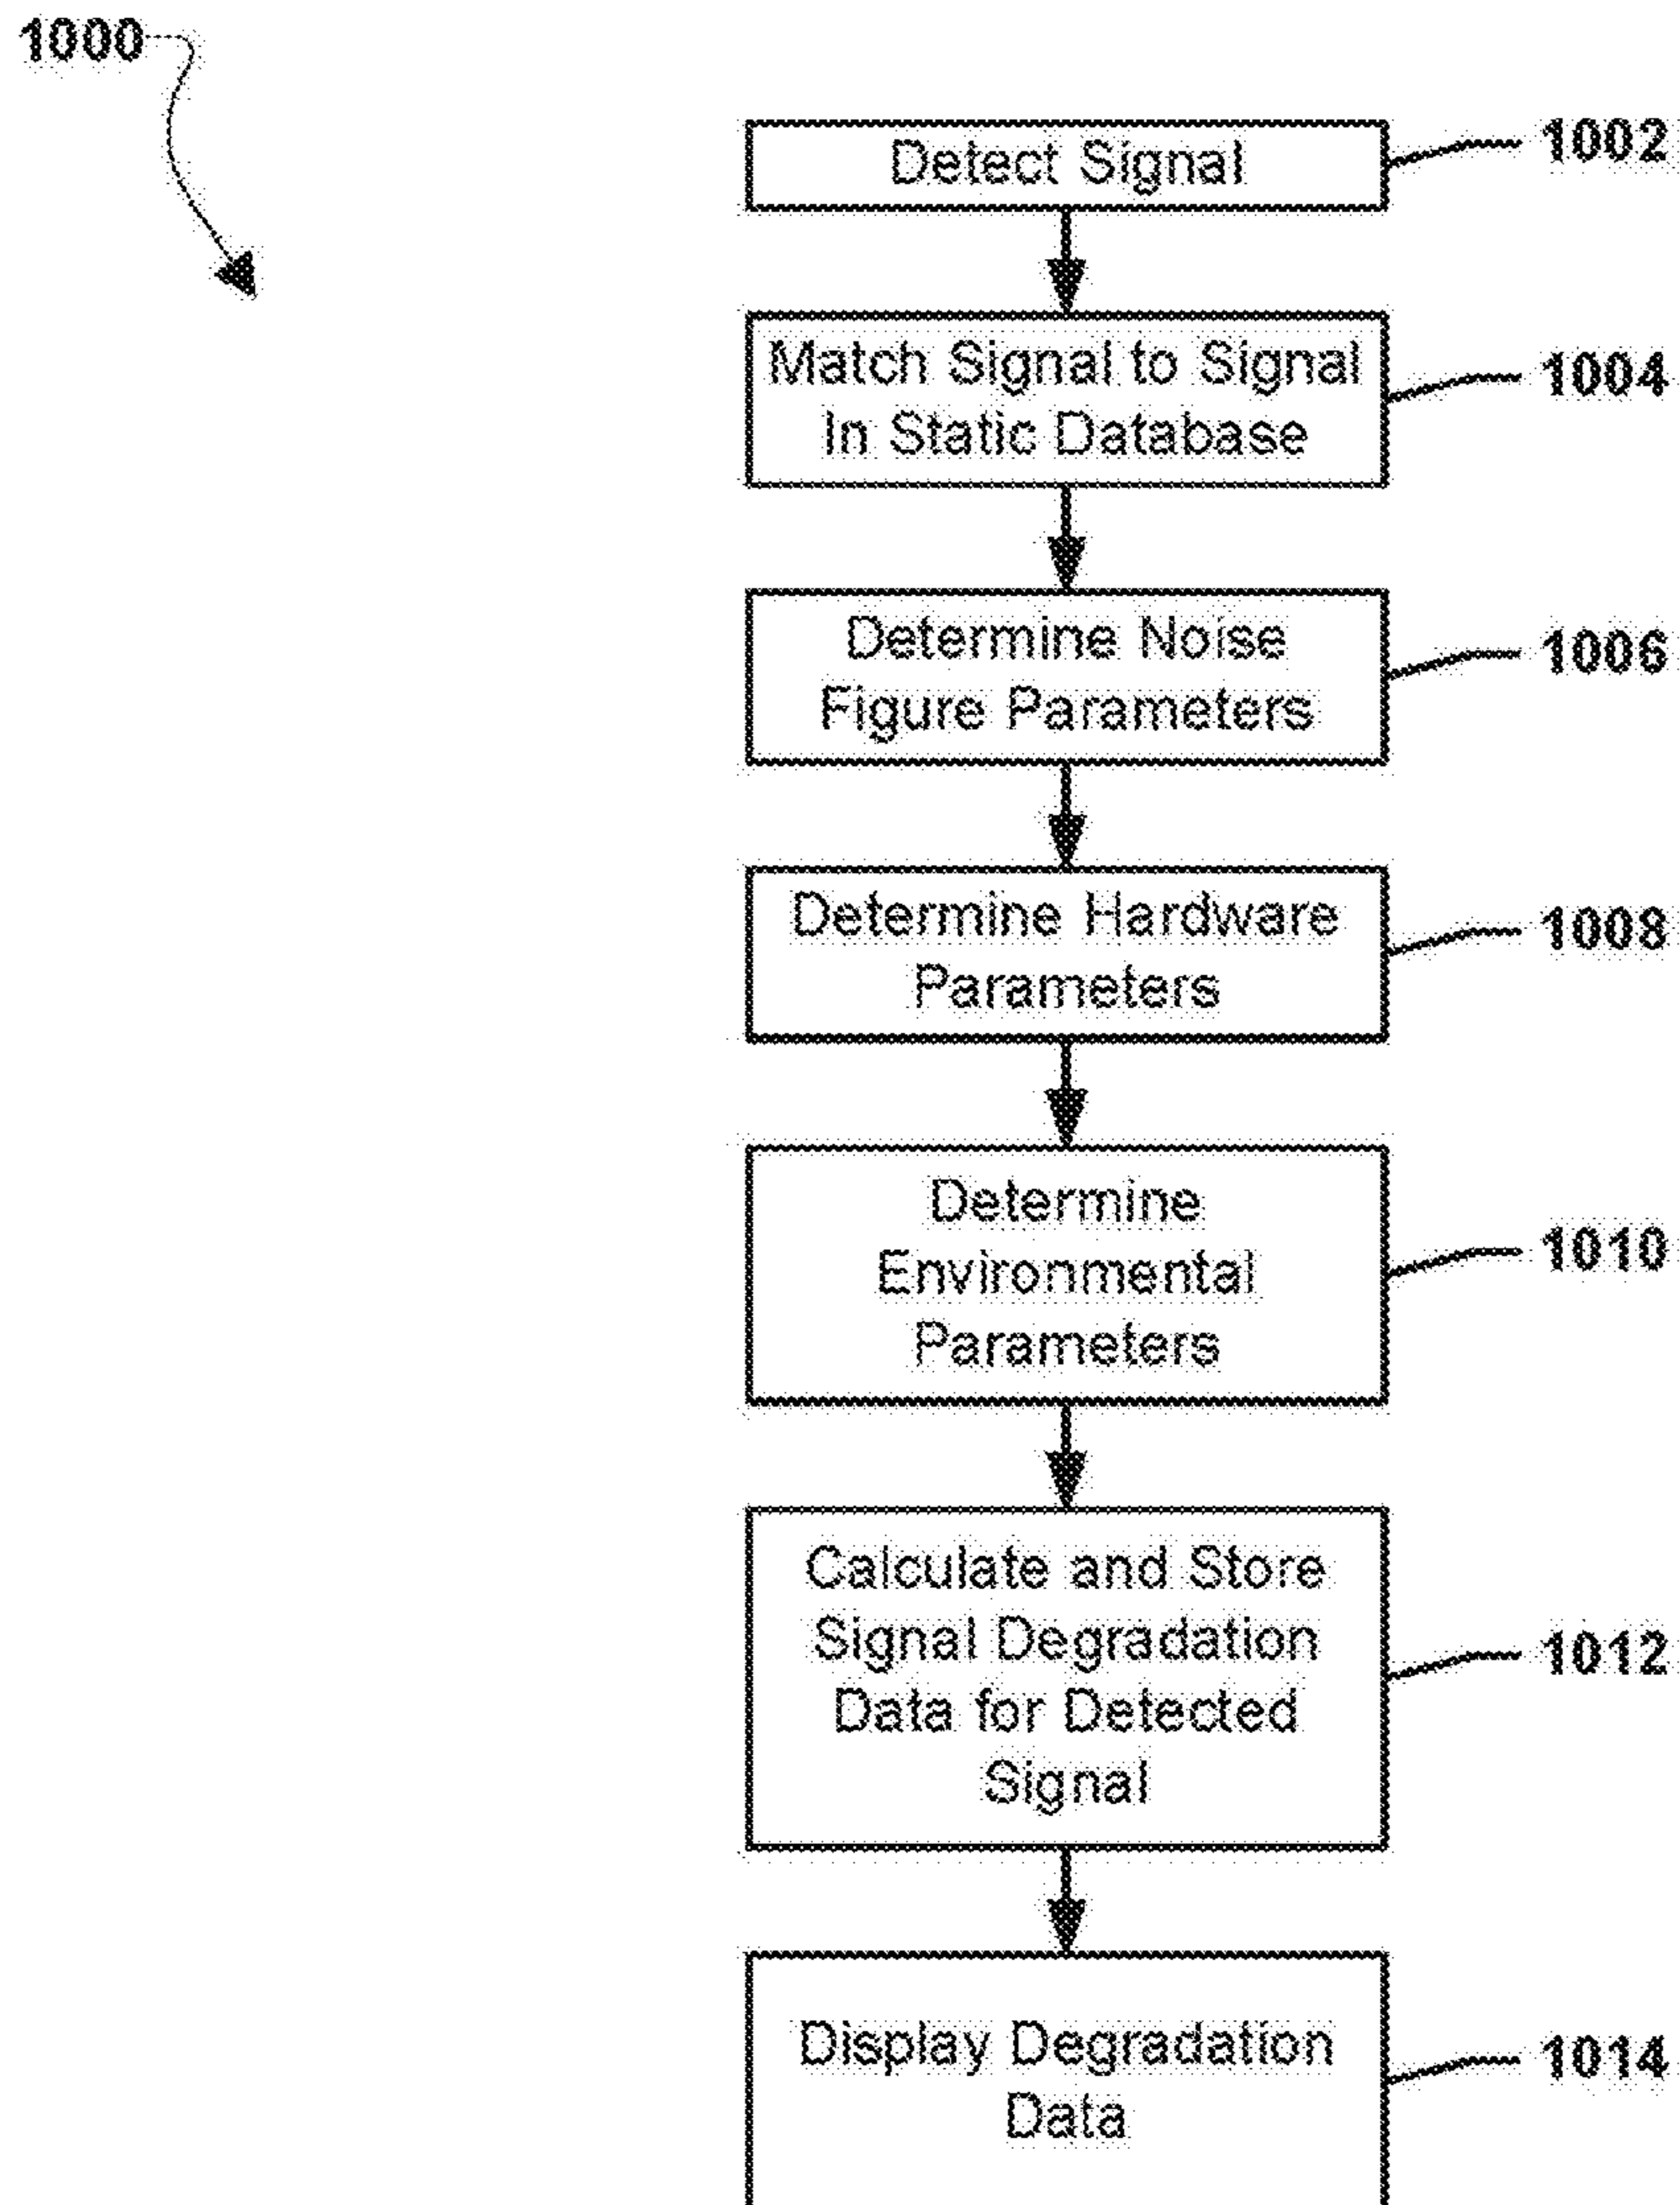 1000
Detect Signal
1002
Match Signal to Signal
In Static Database
1004
Determine Noise
Figure Parameters
1006
Determine Hardware
Parameters
1008
Determine
Environmental
Parameters
1010
Calculate and Store
Signal Degradation
Data for Detected
Signal
1012
Display Degradation
Data
1014